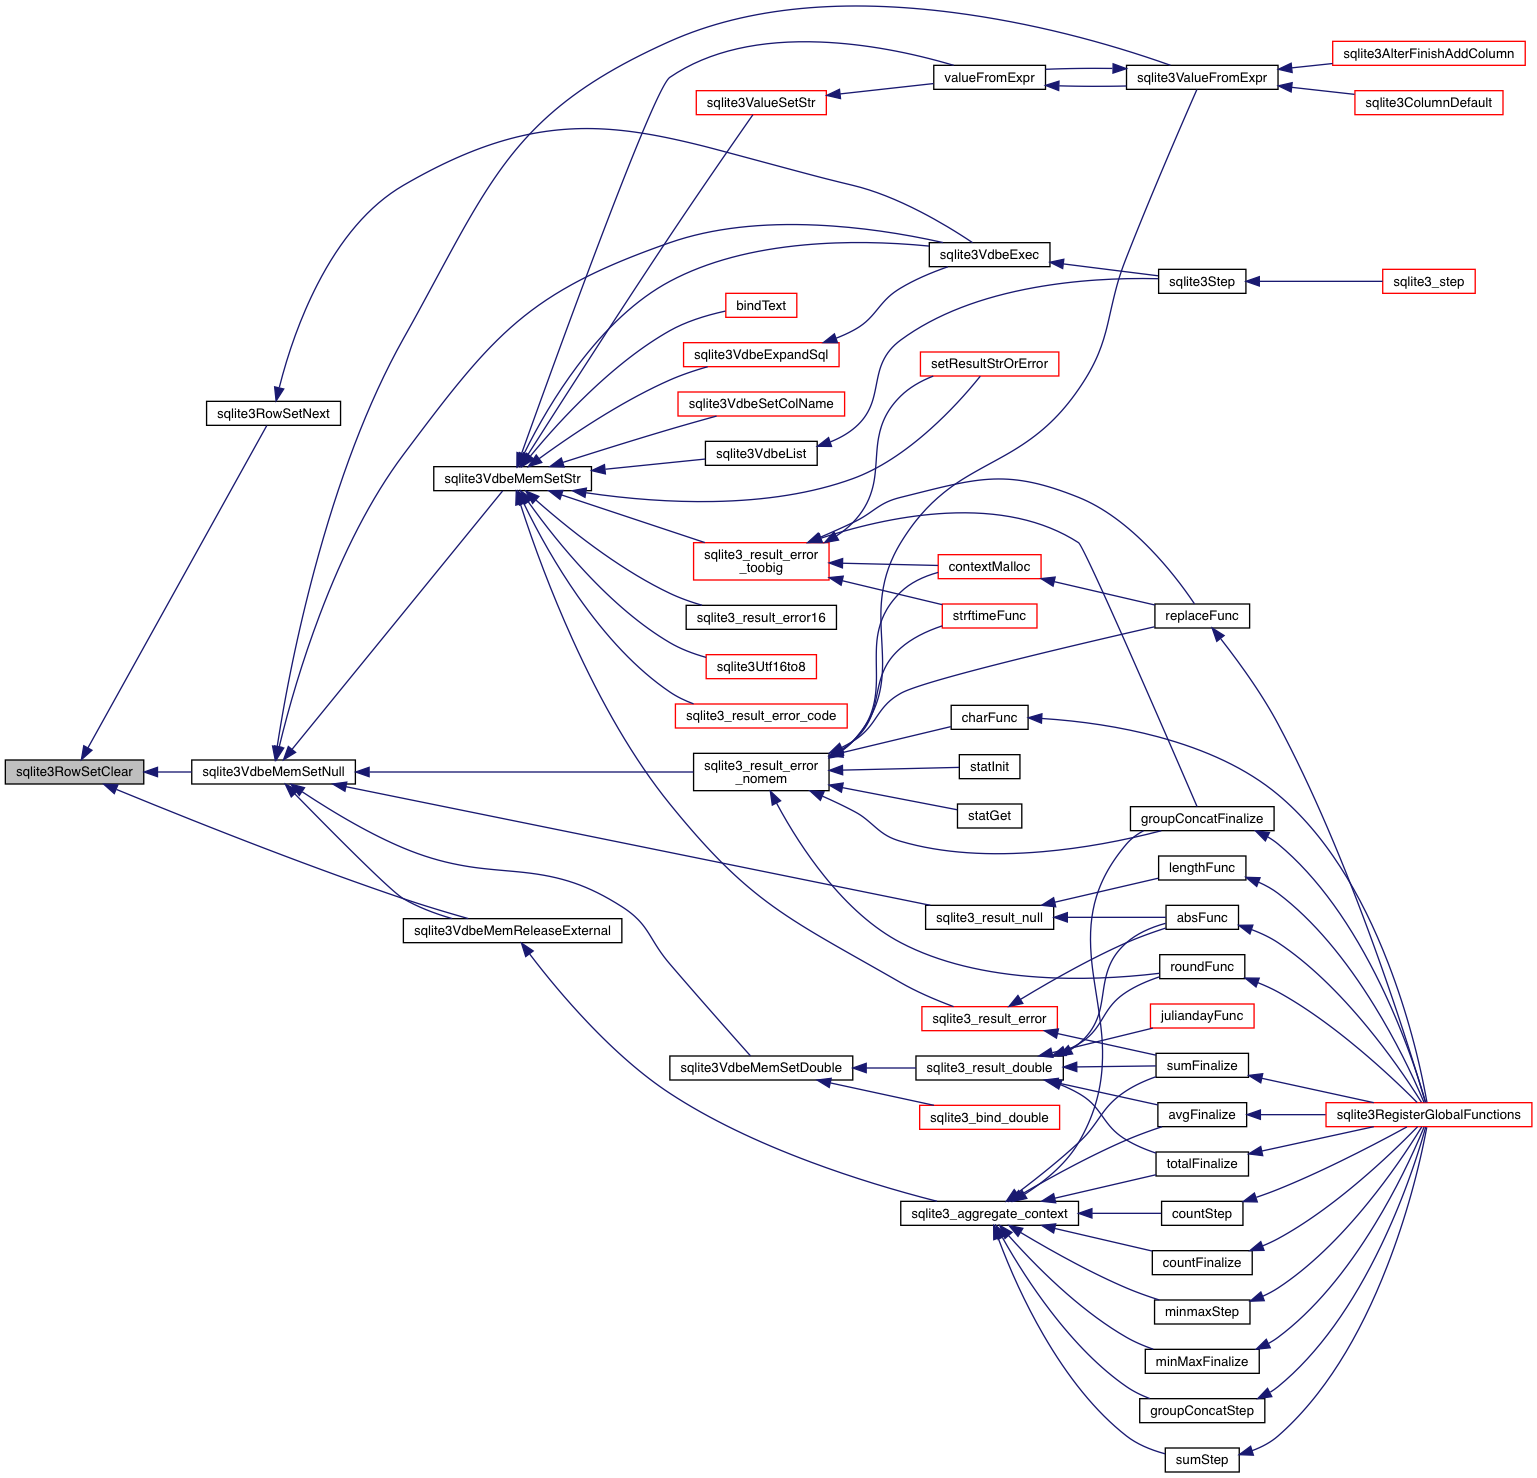 sqlite3AlterFinishAddColumn
valueFromExpr
sqlite3ValueFromExpr
sqlite3ValueSetStr
sqlite3ColumnDefault
sqlite3VdbeExec
sqlite3Step
sqlite3_step
bindText
sqlite3VdbeExpandSql
setResultStrOrError
sqlite3VdbeSetColName
sqlite3RowSetNext
sqlite3VdbeList
sqlite3VdbeMemSetStr
sqlite3_result_error
_toobig
contextMalloc
sqlite3_result_error16
strftimeFunc
replaceFunc
sqlite3Utf16to8
sqlite3_result_error_code
charFunc
sqlite3RowSetClear
sqlite3VdbeMemSetNull
sqlite3_result_error
_nomem
statInit
statGet
groupConcatFinalize
lengthFunc
sqlite3VdbeMemReleaseExternal
sqlite3_result_null
absFunc
roundFunc
sqlite3_result_error
juliandayFunc
sqlite3VdbeMemSetDouble
sqlite3_result_double
sumFinalize
sqlite3_bind_double
avgFinalize
sqlite3RegisterGlobalFunctions
totalFinalize
sqlite3_aggregate_context
countStep
countFinalize
minmaxStep
minMaxFinalize
groupConcatStep
sumStep